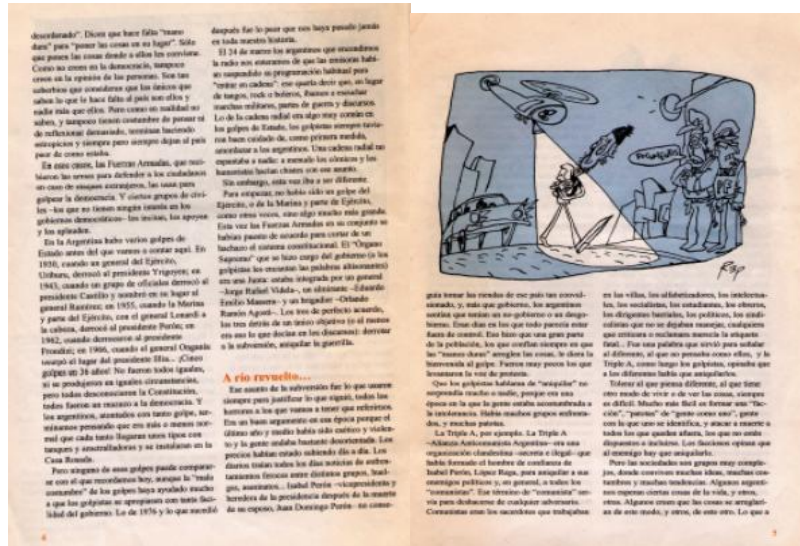 desordenado". Dicen que hace falta "mano
dura" para "poner las cosas en su lugar". Sólo
que ponen las cosas donde a ellos les conviene.
Como no creen en la democracia, tampoco
creen en la opinión de las personas. Son tan
soberbios que consideran que los únicos que
saben lo que le hace falta al país son ellos y
nadie más que ellos. Pero como en realidad no
saben, y tampoco tienen costumbre de pensar ni
de reflexionar demasiado, terminan haciendo
estropicios y siempre pero siempre dejan al país
peor de como estaba.
En esos casos, las Fuerzas Armadas, que reci-
bieron las armas para defender a los ciudadanos
en caso de ataques extranjeros, las usan para
golpear la democracia. Y ciertos grupos de civi-
les –los que no tienen ningún interés en los
gobiernos democráticos– los incitan, los apoyan
y los aplauden.
En la Argentina hubo varios golpes de
Estado antes del que vamos a contar aquí. En
1930, cuando un general del Ejército,
Uriburu, derrocó al presidente Yrigoyen; en
1943, cuando un grupo de oficiales derrocó al
presidente Castillo y nombró en su lugar al
general Ramírez; en 1955, cuando la Marina
y parte del Ejército, con el general Lonardi a
la cabeza, derrocó al presidente Perón; en
1962, cuando derrocaron al presidente
Frondizi; en 1966, cuando el general Onganía
usurpó el lugar del presidente Illia... ¡Cinco
golpes en 36 años! No fueron todos iguales,
ni se produjeron en iguales circunstancias,
pero todos desconocieron la Constitución,
todos fueron un mazazo a la democracia. Y
los argentinos, atontados con tanto golpe, ter-
minamos pensando que era más o menos nor-
mal que cada tanto llegaran unos tipos con
tanques y ametralladoras y se instalaran en la
Casa Rosada.
Pero ninguno de esos golpes puede comparar-
se con el que recordamos hoy, aunque la "mala
costumbre" de los golpes haya ayudado mucho
a que los golpistas se apropiaran con tanta faci-
lidad del gobierno. Lo de 1976 y lo que sucedió
4
después fue lo peor que nos haya pasado jamás
en toda nuestra historia.
El 24 de marzo los argentinos que encendimos
la radio nos enteramos de que las emisoras habí-
an suspendido su programación habitual para
"emitir en cadena": eso quería decir que, en lugar
de tangos, rock o boleros, íbamos a escuchar
marchas militares, partes de guerra y discursos.
Lo de la cadena radial era algo muy común en
los golpes de Estado, los golpistas siempre tuvie-
ron buen cuidado de, como primera medida,
amordazar a los argentinos. Una cadena radial no
espantaba a nadie: a menudo los cómicos y los
humoristas hacían chistes con ese asunto.
Sin embargo, esta vez iba a ser diferente.
Para empezar, no había sido un golpe del
Ejército, o de la Marina y parte de Ejército,
como otras veces, sino algo mucho más grande.
Esta vez las Fuerzas Armadas en su conjunto se
habían puesto de acuerdo para cortar de un
hachazo el sistema constitucional. El "Órgano
Supremo" que se hizo cargo del gobierno (a los
golpistas les encantan las palabras altisonantes)
era una Junta: estaba integrada por un general
–Jorge Rafael Videla–, un almirante –Eduardo
Emilio Massera– y un brigadier –Orlando
Ramón Agosti–. Los tres de perfecto acuerdo,
los tres detrás de un único objetivo (o al menos
era eso lo que decían en los discursos): derrotar
a la subversión, aniquilar la guerrilla.
A río revuelto...
Ese asunto de la subversión fue lo que usaron
siempre para justificar lo que siguió, todos los
horrores a los que vamos a tener que referirnos.
Era un buen argumento en esa época porque el
último año y medio había sido caótico y violen-
to y la gente andaba bastante desorientada. Los
precios habían estado subiendo día a día. Los
diarios traían todos los días noticias de enfren-
tamientos feroces entre distintos grupos, huel-
gas, asesinatos... Isabel Perón –vicepresidenta y
heredera de la presidencia después de la muerte
de su esposo, Juan Domingo Perón– no conse-
REP
guía tomar las riendas de ese país tan convul-
sionado, y, más que gobierno, los argentinos
sentían que tenían un no-gobierno o un desgo-
bierno. Eran días en los que todo parecía estar
fuera de control. Eso hizo que una gran parte
de la población, los que confían siempre en que
las "manos duras" arreglen las cosas, le diera la
bienvenida al golpe. Fueron muy pocos los que
levantaron la voz de protesta.
Que los golpistas hablaran de "aniquilar" no
sorprendía mucho a nadie, porque era una
época en la que la gente estaba acostumbrada a
la intolerancia. Había muchos grupos enfrenta-
dos, y muchas patotas.
La Triple A, por ejemplo. La Triple A
–Alianza Anticomunista Argentina– era una
organización clandestina –secreta e ilegal– que
había formado el hombre de confianza de
Isabel Perón, López Rega, para aniquilar a sus
enemigos políticos y, en general, a todos los
"comunistas". Ese término de "comunista" ser-
vía para deshacerse de cualquier adversario.
Comunistas eran los sacerdotes que trabajaban
en las villas, los alfabetizadores, los intelectua-
les, los socialistas, los estudiantes, los obreros,
los dirigentes barriales, los políticos, los sindi-
calistas que no se dejaban manejar, cualquiera
que criticara o reclamara merecía la etiqueta
fatal... Fue una palabra que sirvió para señalar
al diferente, al que no pensaba como ellos, y la
Triple A, como luego los golpistas, opinaba que
a los diferentes había que aniquilarlos.
Tolerar al que piensa diferente, al que tiene
otro modo de vivir o de ver las cosas, siempre
es difícil. Mucho más fácil es formar una "fac-
ción", "patotas" de "gente como uno", gente
con la que uno se identifica, y atacar a muerte a
todos los que quedan afuera, los que no están
dispuestos a incluirse. Los facciosos opinan que
al enemigo hay que aniquilarlo.
Pero las sociedades son grupos muy comple-
jos, donde conviven muchas ideas, muchas cos-
tumbres y muchas tendencias. Algunos argenti-
nos esperan ciertas cosas de la vida, y otros,
otras. Algunos creen que las cosas se arreglarí-
an de este modo, y otros, de este otro. Lo que a
5